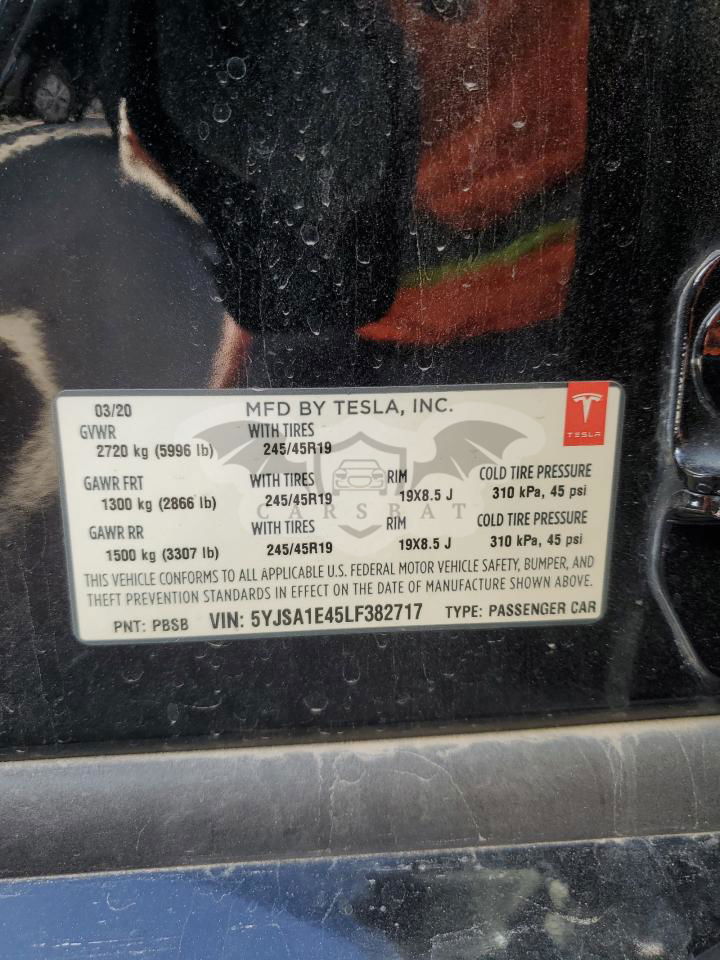 03/20 MFD BY TESLA, INC.
GVWR WITH TIRES
2720 kg (5996 lb) 245/45R19
TESLA
GAWR FRT WITH TIRES RIM COLD TIRE PRESSURE
1300 kg (2866 lb) 245/45R19 19X8.5 J 310 kPa, 45 psi
CARSBAT
GAWR RR WITH TIRES RIM COLD TIRE PRESSURE
1500 kg (3307 lb) 245/45R19 19X8.5 J 310 kPa, 45 psi
THIS VEHICLE CONFORMS TO ALL APPLICABLE U.S. FEDERAL MOTOR VEHICLE SAFETY, BUMPER, AND
THEFT PREVENTION STANDARDS IN EFFECT ON THE DATE OF MANUFACTURE SHOWN ABOVE.
PNT: PBSB VIN: 5YJSA1E45LF382717 TYPE: PASSENGER CAR